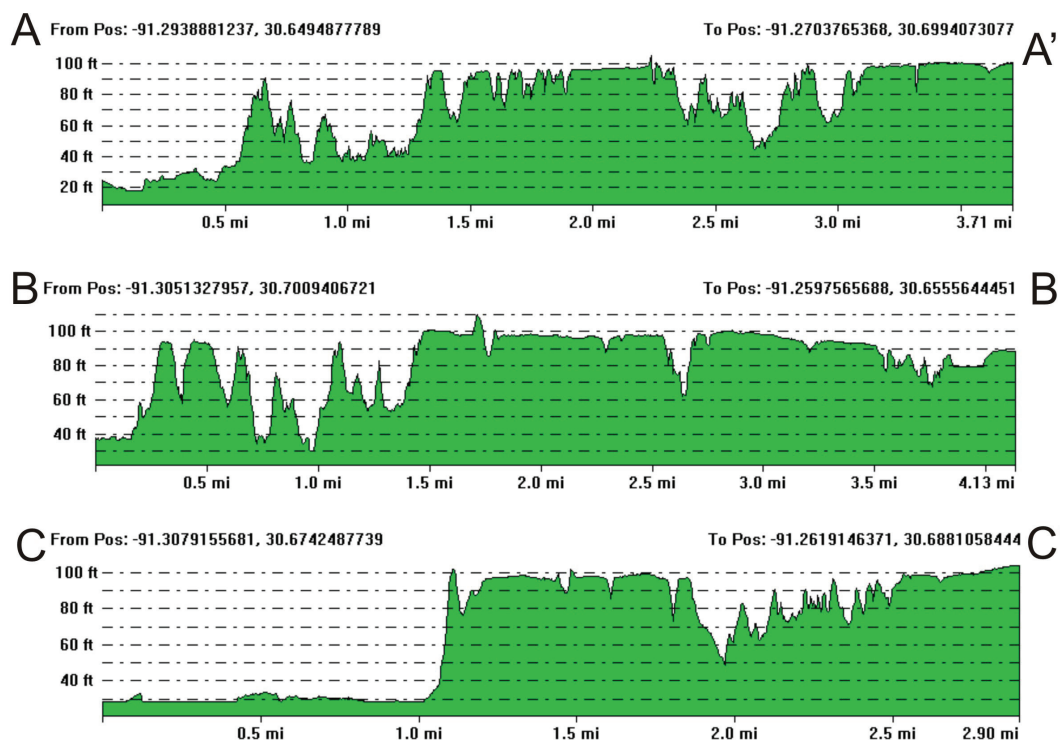 A From Pos: -91.2938881237, 30.6494877789 To Pos: -91.2703765368, 30.6994073077 A'
100 ft
80 ft
60 ft
40 ft
20 ft
0.5 mi 1.0 mi 1.5 mi 2.0 mi 2.5 mi 3.0 mi 3.71 mi
B From Pos: -91.3051327957, 30.7009406721 To Pos: -91.2597565688, 30.6555644451 B
100 ft
80 ft
60 ft
40 ft
0.5 mi 1.0 mi 1.5 mi 2.0 mi 2.5 mi 3.0 mi 3.5 mi 4.13 mi
C From Pos: -91.3079155681, 30.6742487739 To Pos: -91.2619146371, 30.6881058444 C
100 ft
80 ft
60 ft
40 ft
0.5 mi 1.0 mi 1.5 mi 2.0 mi 2.5 mi 2.90 mi